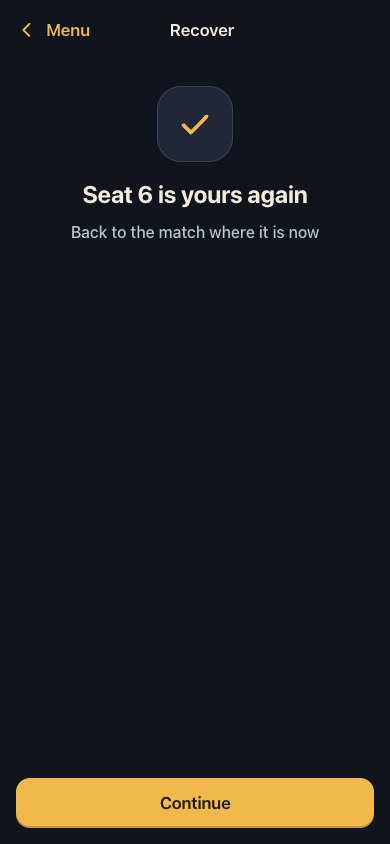 Menu
Recover
Seat 6 is yours again
Back to the match where it is now
Continue